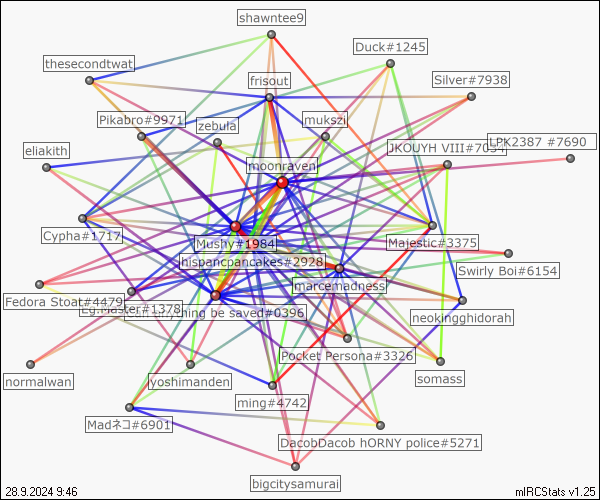 shawntee9
Duck#1245
thesecondtwat
frisout
Silver#7938
Pikabro#9971
zebula
mukszi
LPK2387 #7690
JKOUYH VIII#7034
eliakith
moonraven
Cypha#1717
Mushy#1984
Majestic#3375
hispancpancakes#2928
Swirly Boi#6154
marcemadness
Fedora Stoat#4479
Eg.Master#1378
ning be saved#0396
neokingghidorah
Pocket Persona#3326
normalwan
yoshimanden
somass
ming#4742
Madネコ#6901
DacobDacob hORNY police#5271
bigcitysamurai
28.9.2024 9:46
mIRCStats v1.25